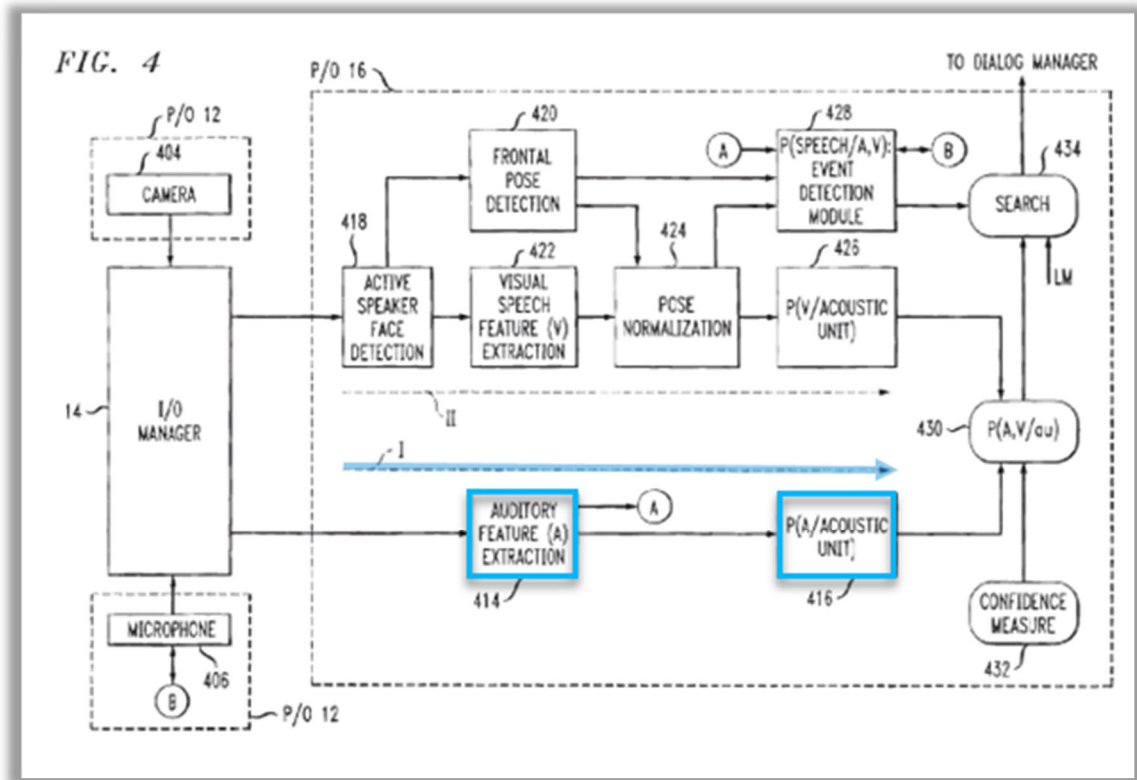 FIG. 4
P/O 12
404
CAMERA
14
I/O
MANAGER
MICROPHONE
406
B
P/O 12
P/O 16
TO DIALOG MANAGER
418
ACTIVE
SPEAKER
FACE
DETECTION
420
FRONTAL
POSE
DETECTION
422
VISUAL
SPEECH
FEATURE (V)
EXTRACTION
424
POSE
NORMALIZATION
A
428
P(SPEECH/A,V):
EVENT
DETECTION
MODULE
B
426
P(V/ACOUSTIC
UNIT)
434
SEARCH
LM
II
I
AUDITORY
FEATURE (A)
EXTRACTION
414
A
P(A/ACOUSTIC
UNIT)
416
430
P(A,V/au)
CONFIDENCE
MEASURE
432